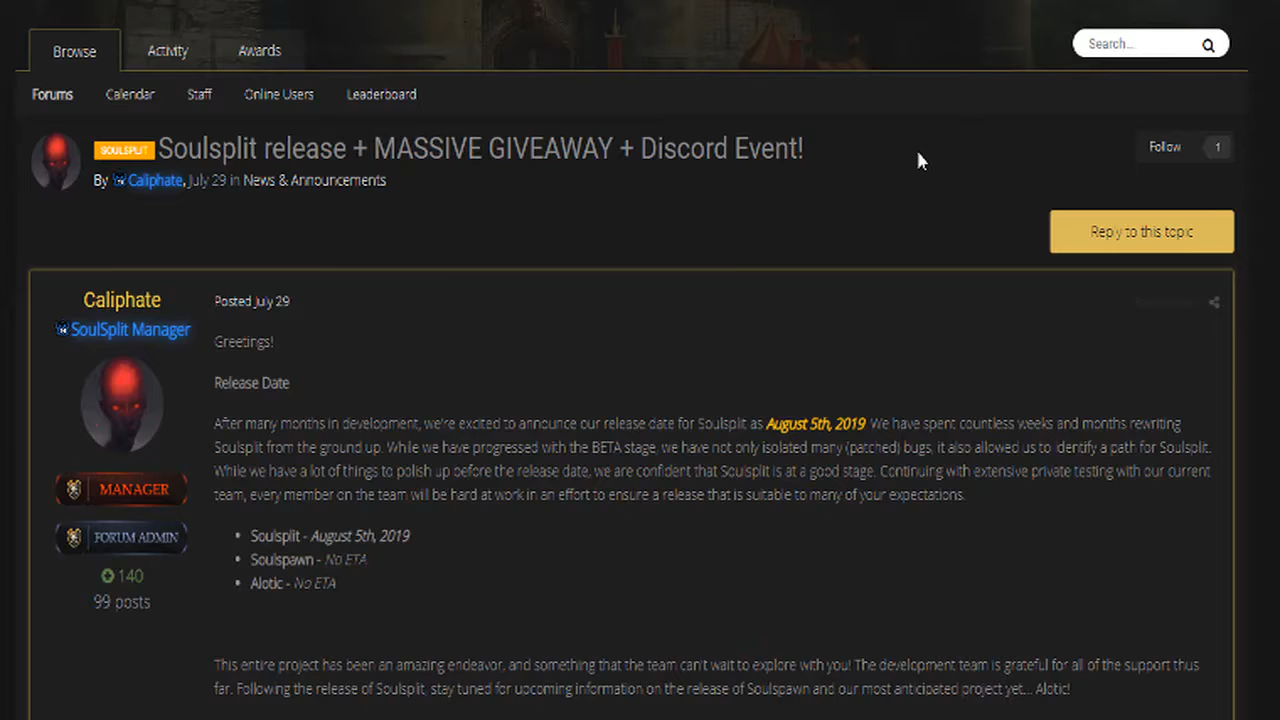 Browse Activity Awards Search...
Forums Calendar Staff Online Users Leaderboard
SOULSPLIT Soulsplit release + MASSIVE GIVEAWAY + Discord Event! Follow 1
By Caliphate, July 29 in News & Announcements
Reply to this topic
Caliphate
SoulSplit Manager
MANAGER
FORUM ADMIN
140
99 posts
Posted July 29
Greetings!
Release Date
After many months in development, we're excited to announce our release date for Soulsplit as August 5th, 2019 We have spent countless weeks and months rewriting
Soulsplit from the ground up. While we have progressed with the BETA stage, we have not only isolated many (patched) bugs, it also allowed us to identify a path for Soulsplit.
While we have a lot of things to polish up before the release date, we are confident that Soulsplit is at a good stage. Continuing with extensive private testing with our current
team, every member on the team will be hard at work in an effort to ensure a release that is suitable to many of your expectations.
• Soulsplit - August 5th, 2019
• Soulspawn - No ETA
• Alotic - No ETA
This entire project has been an amazing endeavor, and something that the team can't wait to explore with you! The development team is grateful for all of the support thus
far. Following the release of Soulsplit, stay tuned for upcoming information on the release of Soulspawn and our most anticipated project yet... Alotic!